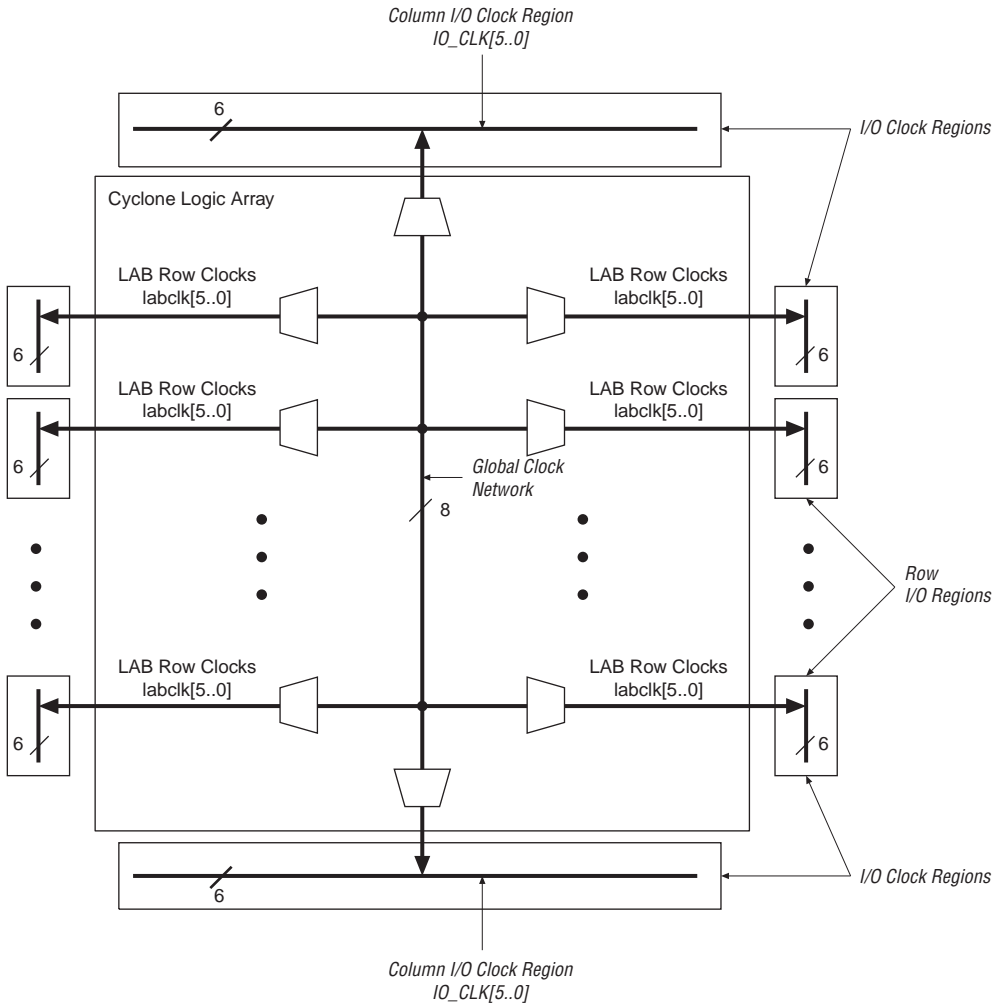 Column I/O Clock Region
IO_CLK[5..0]
6
I/O Clock Regions
Cyclone Logic Array
LAB Row Clocks
labclk[5..0]
LAB Row Clocks
labclk[5..0]
6
6
LAB Row Clocks
labclk[5..0]
LAB Row Clocks
labclk[5..0]
6
6
Global Clock
Network
8
Row
I/O Regions
LAB Row Clocks
labclk[5..0]
LAB Row Clocks
labclk[5..0]
6
6
6
I/O Clock Regions
Column I/O Clock Region
IO_CLK[5..0]